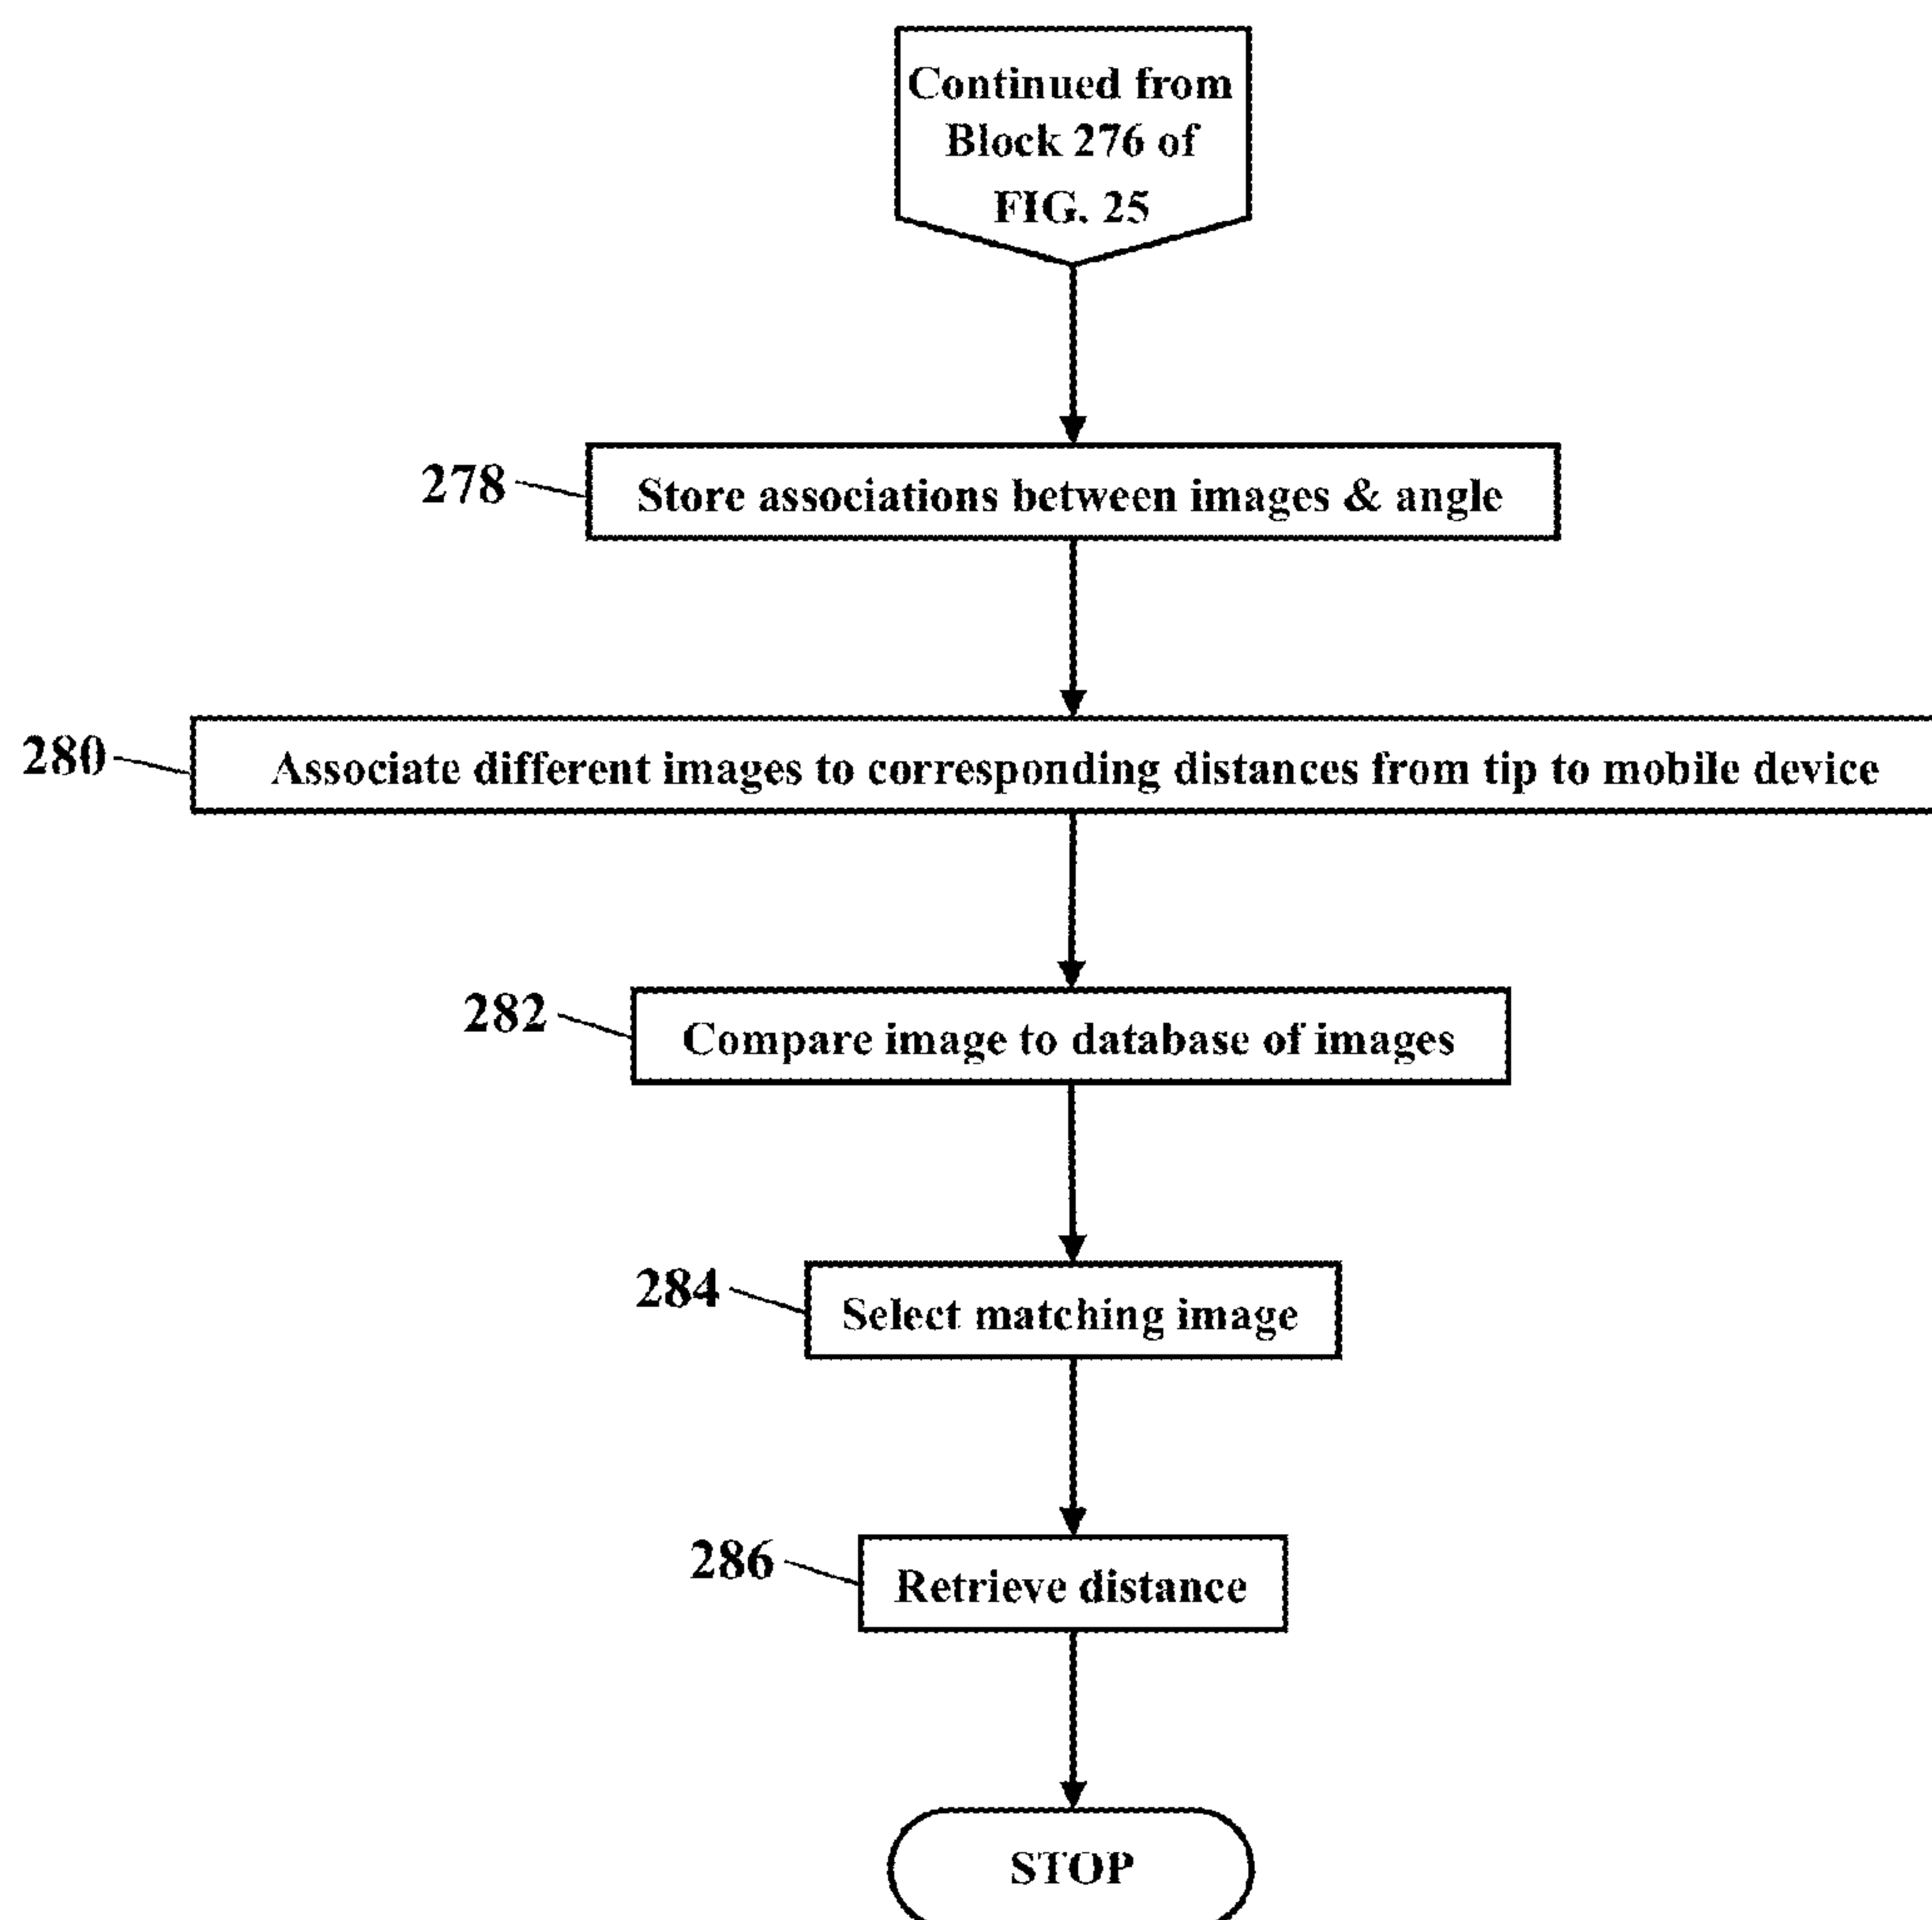 Continued from
Block 276 of
FIG. 25
278
Store associations between images & angle
280
Associate different images to corresponding distances from tip to mobile device
282
Compare image to database of images
284
Select matching image
286
Retrieve distance
STOP